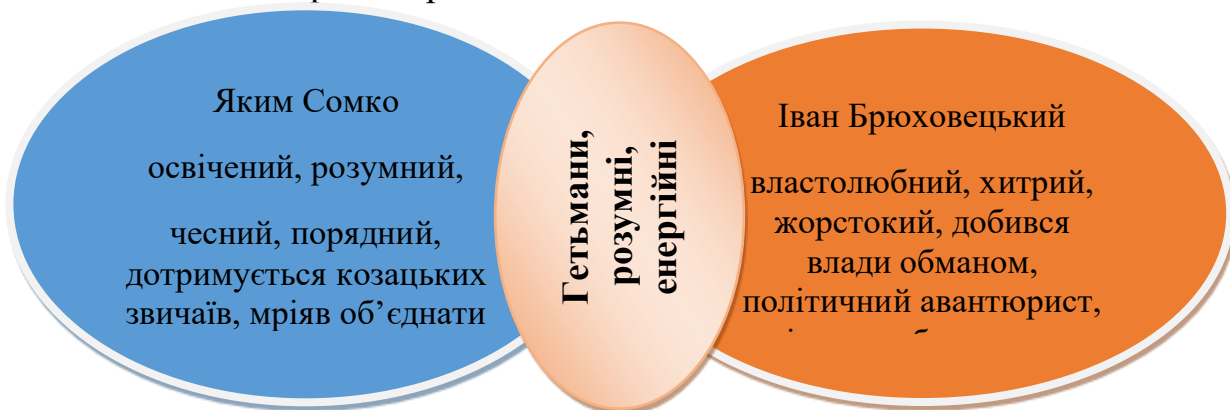 Яким Сомко
освічений, розумний,
чесний, порядний,
дотримується козацьких
звичаїв, мріяв об’єднати
Гетьмани,
розумні,
енергійні
Іван Брюховецький
властолюбний, хитрий,
жорстокий, добився
влади обманом,
політичний авантюрист,